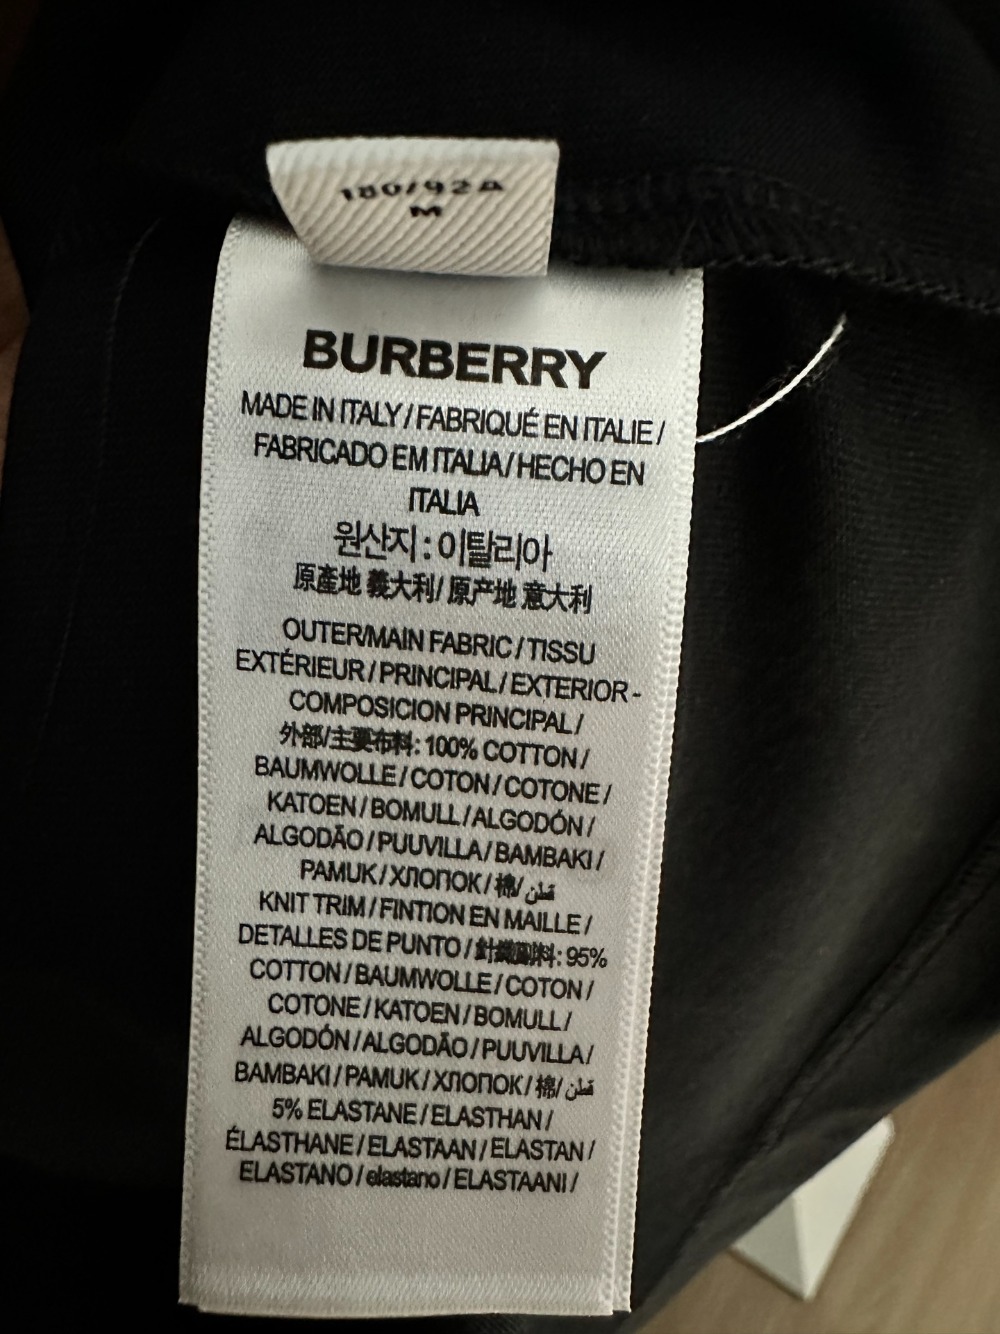 180/92A
M
BURBERRY
MADE IN ITALY / FABRIQUÉ EN ITALIE /
FABRICADO EM ITALIA / HECHO EN
ITALIA
원산지 : 이탈리아
原產地 義大利/ 原产地 意大利
OUTER/MAIN FABRIC / TISSU
EXTÉRIEUR / PRINCIPAL / EXTERIOR -
COMPOSICION PRINCIPAL /
外部/主要布料: 100% COTTON /
BAUMWOLLE / COTON / COTONE /
KATOEN / BOMULL / ALGODÓN /
ALGODÃO / PUUVILLA / BAMBAKI /
PAMUK / ХЛОПОК / 棉/ قطن
KNIT TRIM / FINTION EN MAILLE /
DETALLES DE PUNTO / 針織副料: 95%
COTTON / BAUMWOLLE / COTON /
COTONE / KATOEN / BOMULL /
ALGODÓN / ALGODÃO / PUUVILLA /
BAMBAKI / PAMUK / ХЛОПОК / 棉/ قطن
5% ELASTANE / ELASTHAN /
ÉLASTHANE / ELASTAAN / ELASTAN /
ELASTANO / elastano / ELASTAANI /